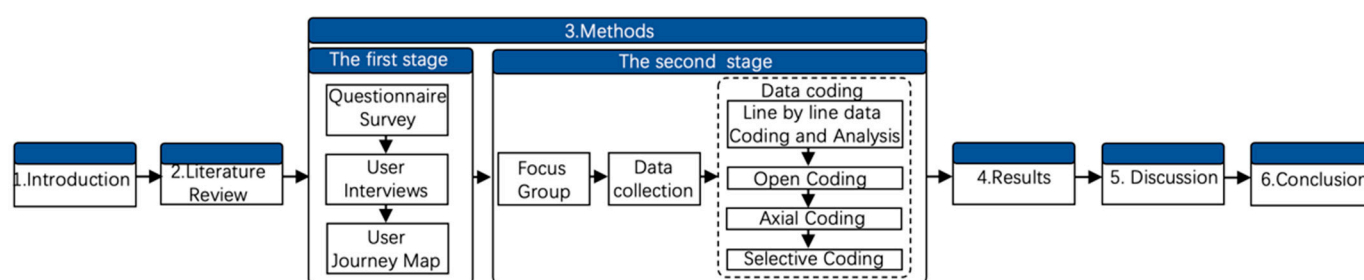 3.Methods
The first stage
The second stage
Questionnaire
Survey
User
Interviews
User
Journey Map
Focus
Group
Data
collection
Data coding
Line by line data
Coding and Analysis
Open Coding
Axial Coding
Selective Coding
1.Introduction
2.Literature
Review
4.Results
5. Discussion
6.Conclusion